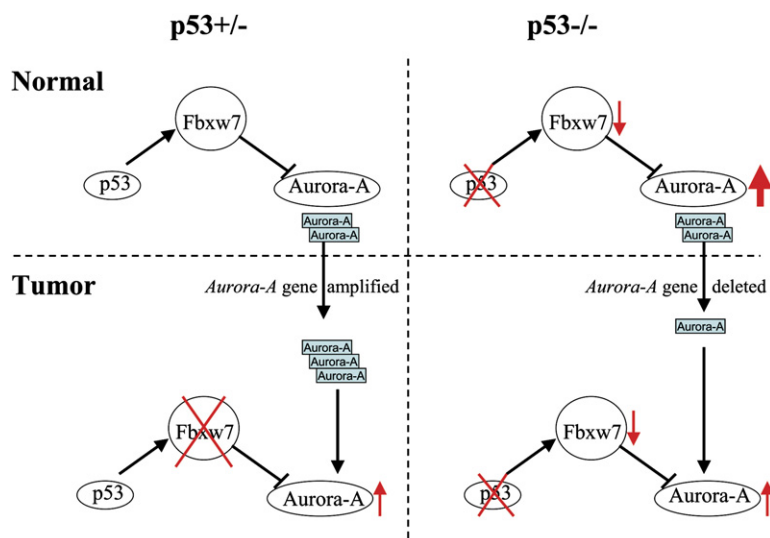 p53+/- p53-/-
Normal
Fbxw7 Fbxw7
p53 Aurora-A p53 Aurora-A
Aurora-A Aurora-A
Aurora-A Aurora-A
Tumor
Aurora-A gene amplified Aurora-A gene deleted
Aurora-A
Aurora-A
Aurora-A
Aurora-A
Fbxw7 Fbxw7
p53 Aurora-A p53 Aurora-A